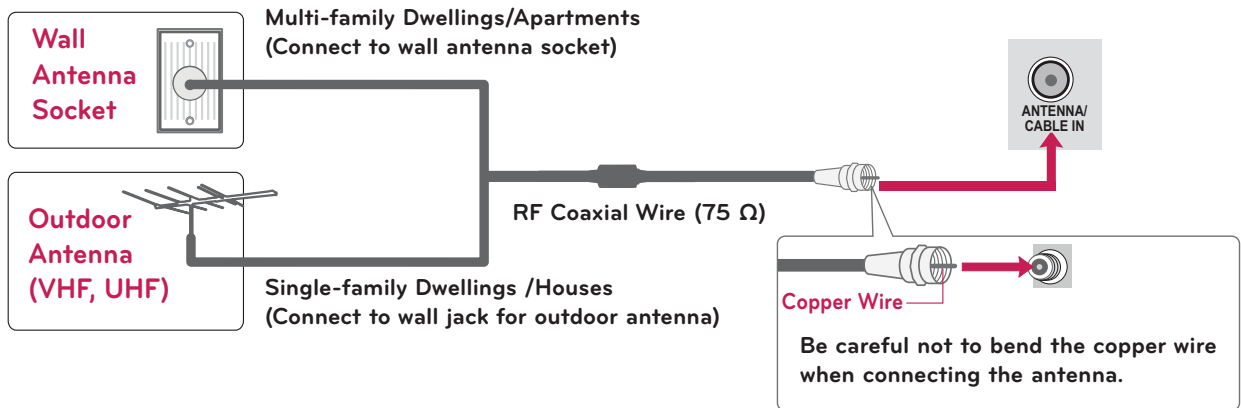 Wall
Antenna
Socket
Multi-family Dwellings/Apartments
(Connect to wall antenna socket)
ANTENNA/
CABLE IN
Outdoor
Antenna
(VHF, UHF)
RF Coaxial Wire (75 Ω)
Single-family Dwellings /Houses
(Connect to wall jack for outdoor antenna)
Copper Wire
Be careful not to bend the copper wire
when connecting the antenna.